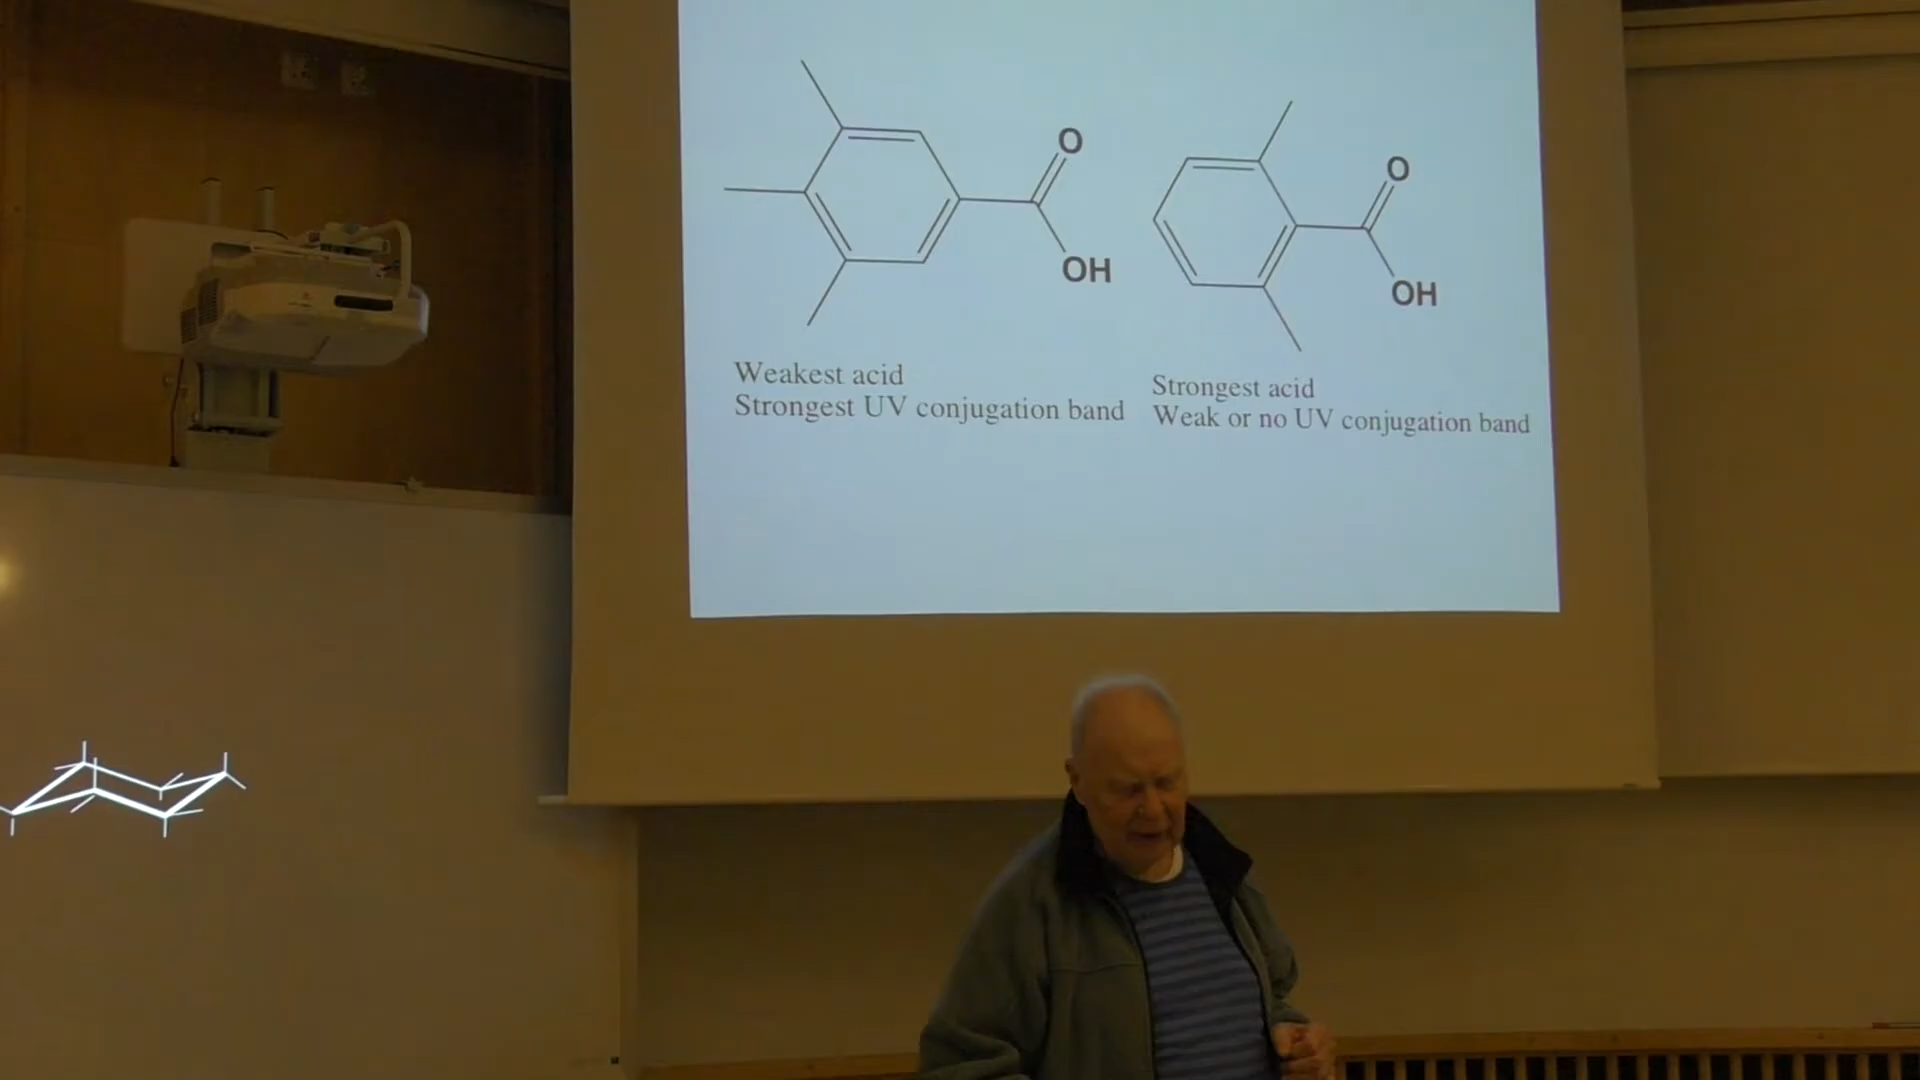 O
OH
Weakest acid
Strongest UV conjugation band
O
OH
Strongest acid
Weak or no UV conjugation band